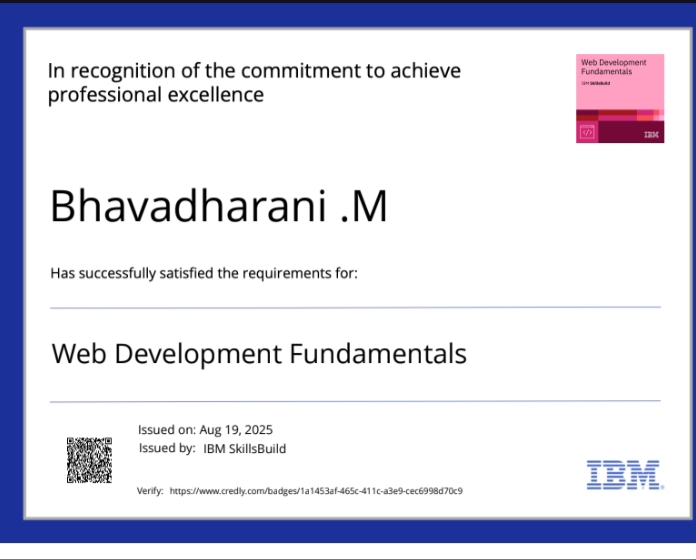 In recognition of the commitment to achieve
professional excellence
Web Development
Fundamentals
IBM SkillsBuild
IBM
Bhavadharani .M
Has successfully satisfied the requirements for:
Web Development Fundamentals
Issued on: Aug 19, 2025
Issued by: IBM SkillsBuild
Verify: https://www.credly.com/badges/1a1453af-465c-411c-a3e9-cec6998d70c9
IBM.